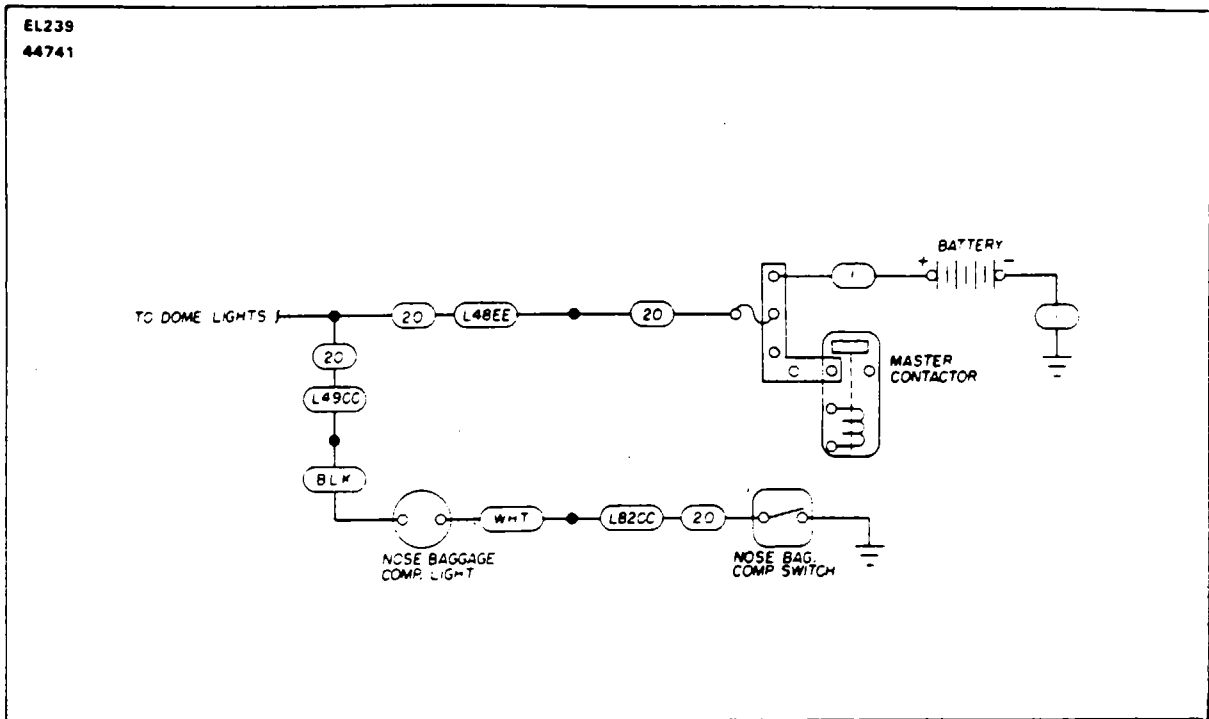 EL239
44741
BATTERY
+ −
1
TO DOME LIGHTS
20 L48EE 20
20
MASTER
CONTACTOR
L49CC
BLK
WHT L82CC 20
NOSE BAGGAGE
COMP. LIGHT
NOSE BAG.
COMP SWITCH